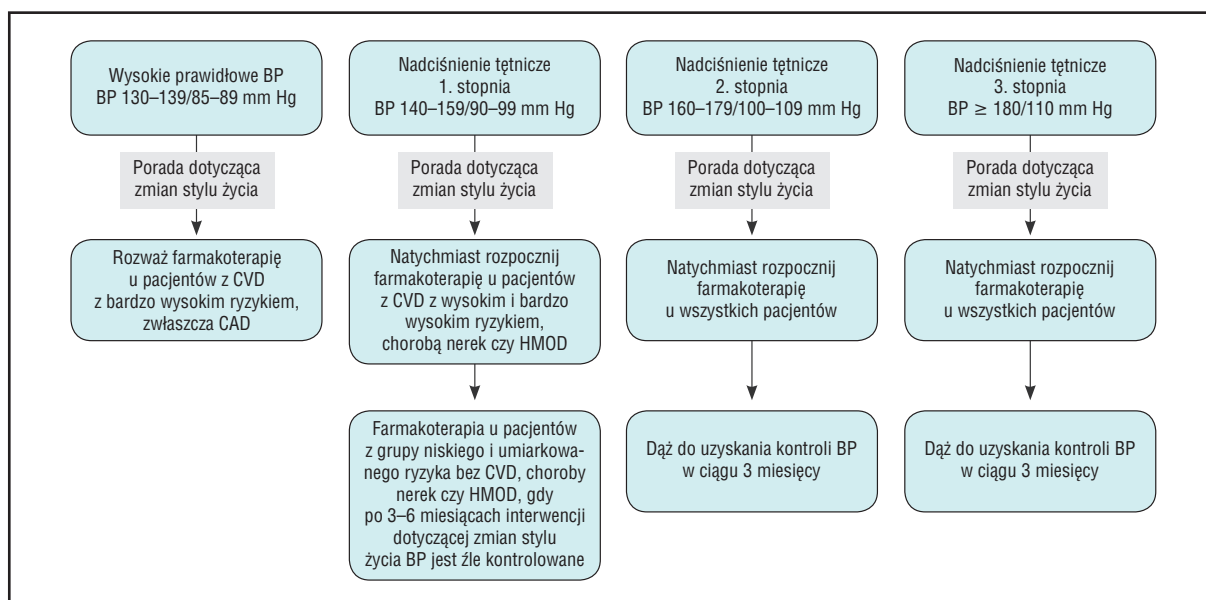 Wysokie prawidłowe BP
BP 130–139/85–89 mm Hg
Porada dotycząca
zmian stylu życia
Rozważ farmakoterapię
u pacjentów z CVD
z bardzo wysokim ryzykiem,
zwłaszcza CAD
Nadciśnienie tętnicze
1. stopnia
BP 140–159/90–99 mm Hg
Porada dotycząca
zmian stylu życia
Natychmiast rozpocznij
farmakoterapię u pacjentów
z CVD z wysokim i bardzo
wysokim ryzykiem,
chorobą nerek czy HMOD
Farmakoterapia u pacjentów
z grupy niskiego i umiarkowa-
nego ryzyka bez CVD, choroby
nerek czy HMOD, gdy
po 3–6 miesiącach interwencji
dotyczącej zmian stylu
życia BP jest źle kontrolowane
Nadciśnienie tętnicze
2. stopnia
BP 160–179/100–109 mm Hg
Porada dotycząca
zmian stylu życia
Natychmiast rozpocznij
farmakoterapię
u wszystkich pacjentów
Dąż do uzyskania kontroli BP
w ciągu 3 miesięcy
Nadciśnienie tętnicze
3. stopnia
BP ≥ 180/110 mm Hg
Porada dotycząca
zmian stylu życia
Natychmiast rozpocznij
farmakoterapię
u wszystkich pacjentów
Dąż do uzyskania kontroli BP
w ciągu 3 miesięcy